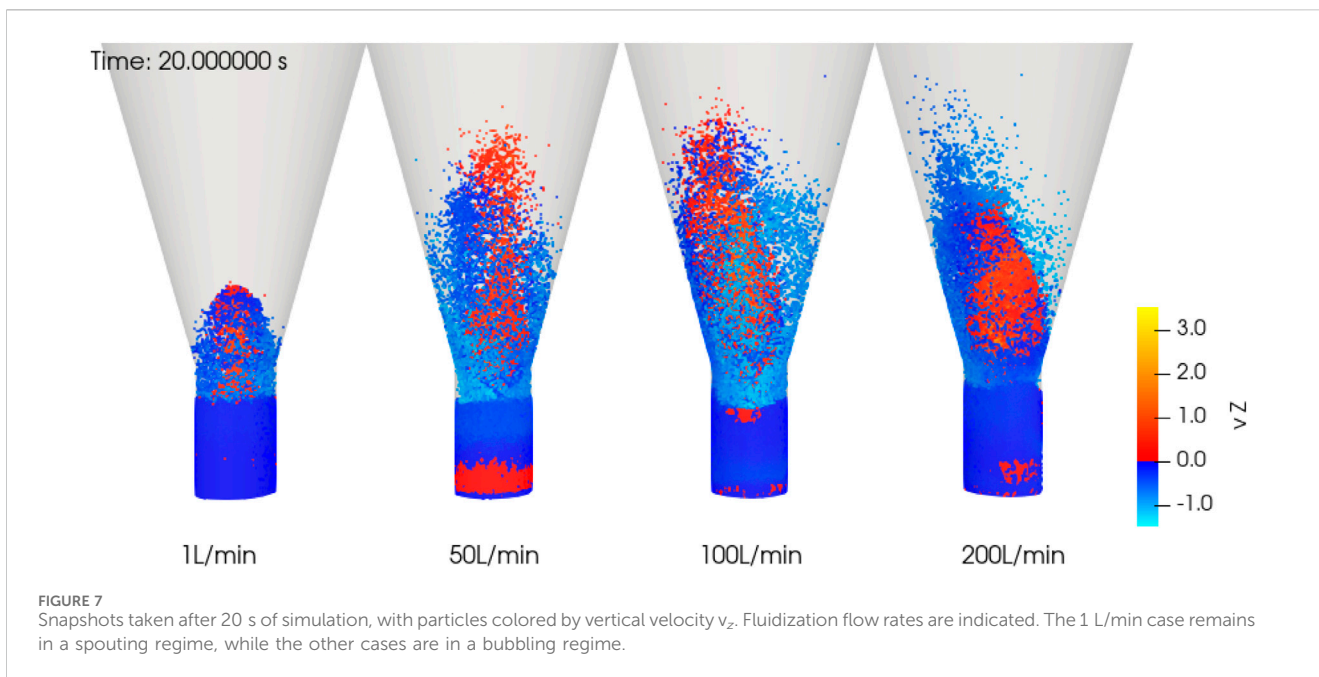 Time: 20.000000 s
3.0
2.0
1.0
0.0
-1.0
v Z
1L/min
50L/min
100L/min
200L/min
FIGURE 7
Snapshots taken after 20 s of simulation, with particles colored by vertical velocity vz. Fluidization flow rates are indicated. The 1 L/min case remains
in a spouting regime, while the other cases are in a bubbling regime.